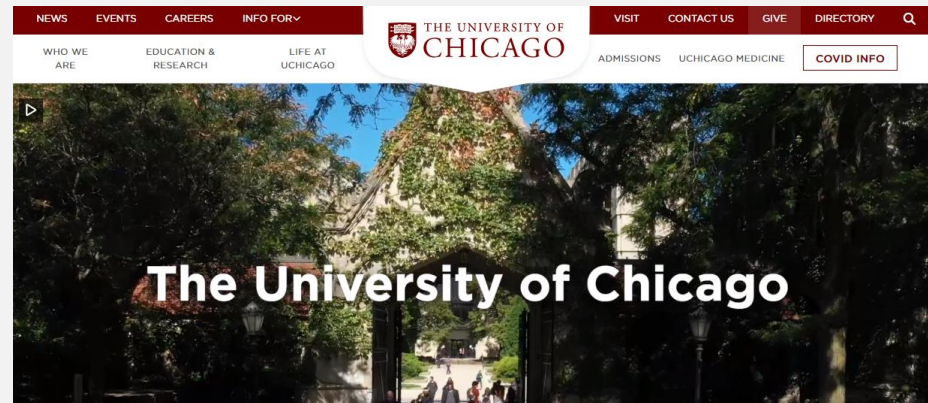 NEWS EVENTS CAREERS INFO FOR
THE UNIVERSITY OF
CHICAGO
VISIT CONTACT US GIVE DIRECTORY
WHO WE
ARE
EDUCATION &
RESEARCH
LIFE AT
UCHICAGO
ADMISSIONS UCHICAGO MEDICINE COVID INFO
The University of Chicago